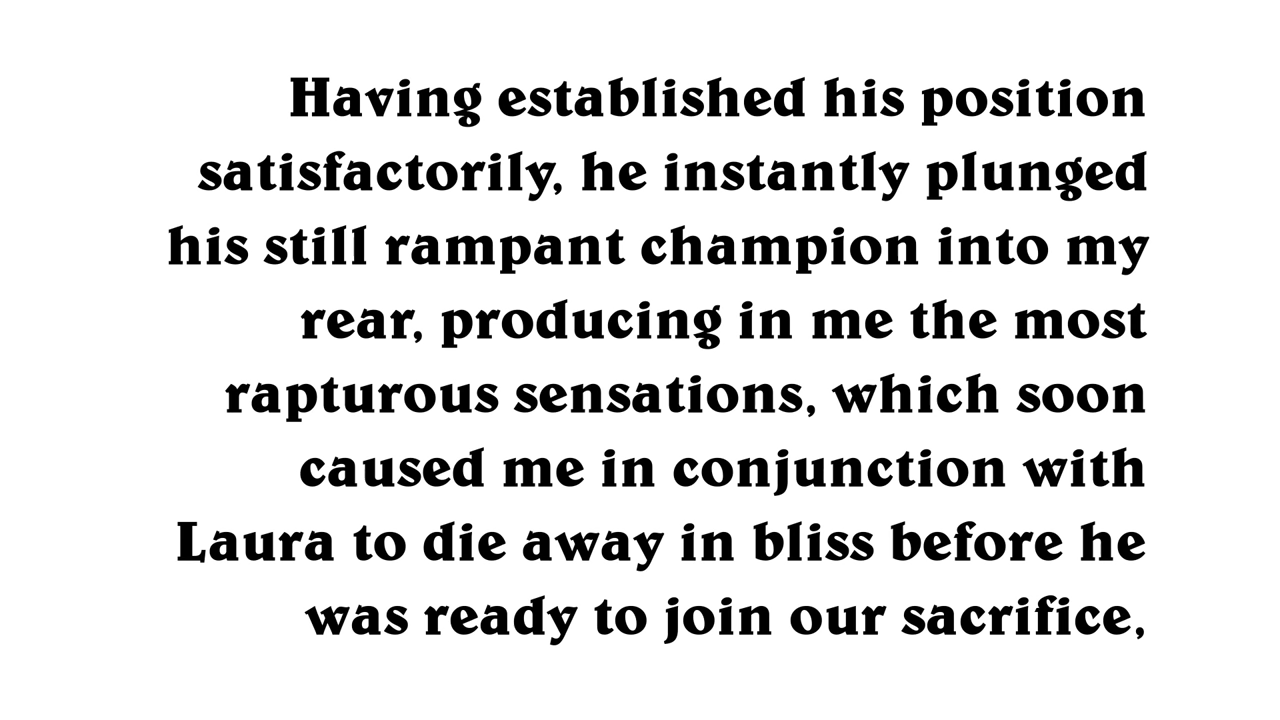 Having established his position
satisfactorily, he instantly plunged
his still rampant champion into my
rear, producing in me the most
rapturous sensations, which soon
caused me in conjunction with
Laura to die away in bliss before he
was ready to join our sacrifice,